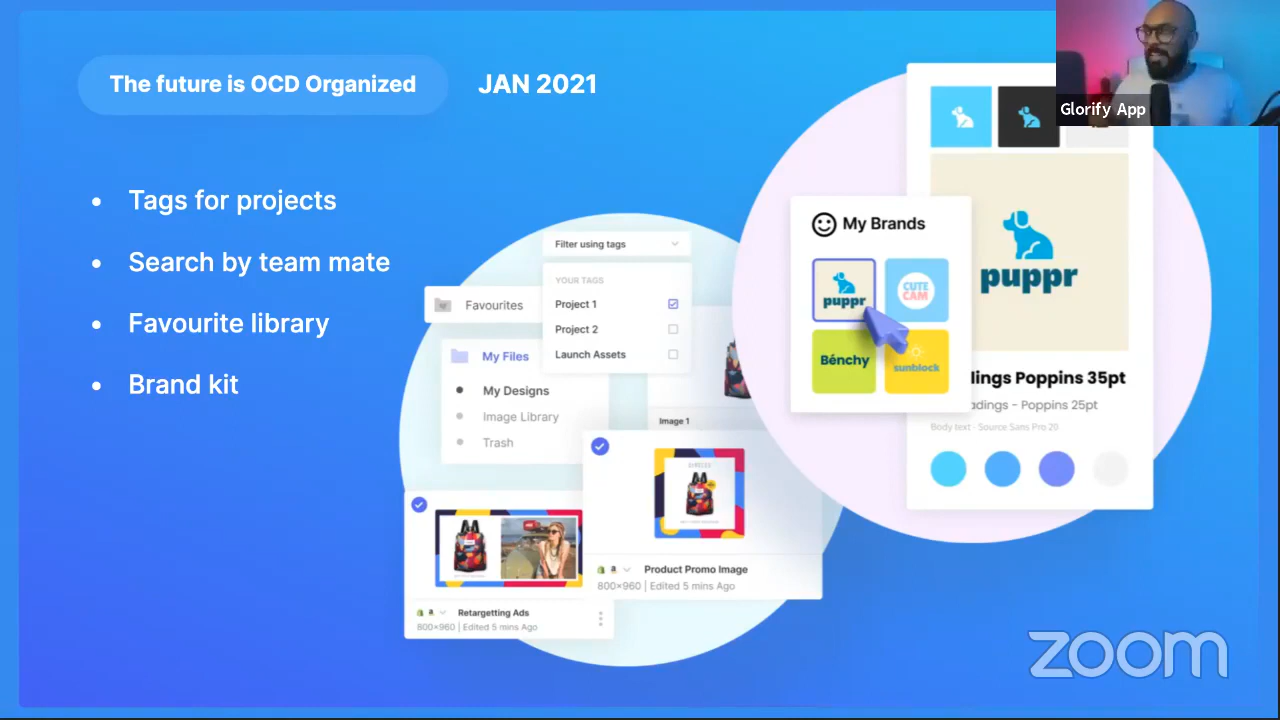 The future is OCD Organized
JAN 2021
Glorify App
Tags for projects
Search by team mate
Favourite library
Brand kit
Filter using tags
YOUR TAGS
Project 1
Project 2
Launch Assets
Favourites
My Files
My Designs
Image Library
Trash
Image 1
Product Promo Image
800×960 | Edited 5 mins Ago
Retargetting Ads
800×960 | Edited 5 mins Ago
My Brands
puppr
CUTE
CAM
Bénchy
sunblock
puppr
dings Poppins 35pt
adings - Poppins 25pt
Body text - Source Sans Pro 20
zoom